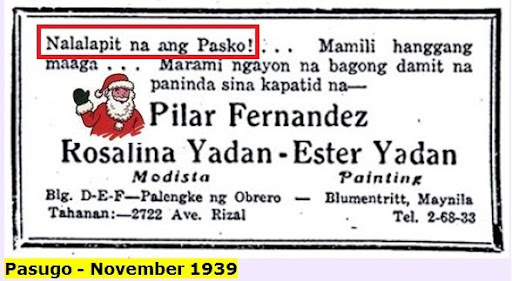 Nalalapit na ang Pasko! . . . Mamili hanggang
maaga . . . Marami ngayon na bagong damit na
paninda sina kapatid na—
Pilar Fernandez
Rosalina Yadan - Ester Yadan
Modista Painting
Blg. D-E-F—Palengke ng Obrero — Blumentritt, Maynila
Tahanan:—2722 Ave. Rizal Tel. 2-68-33
Pasugo - November 1939